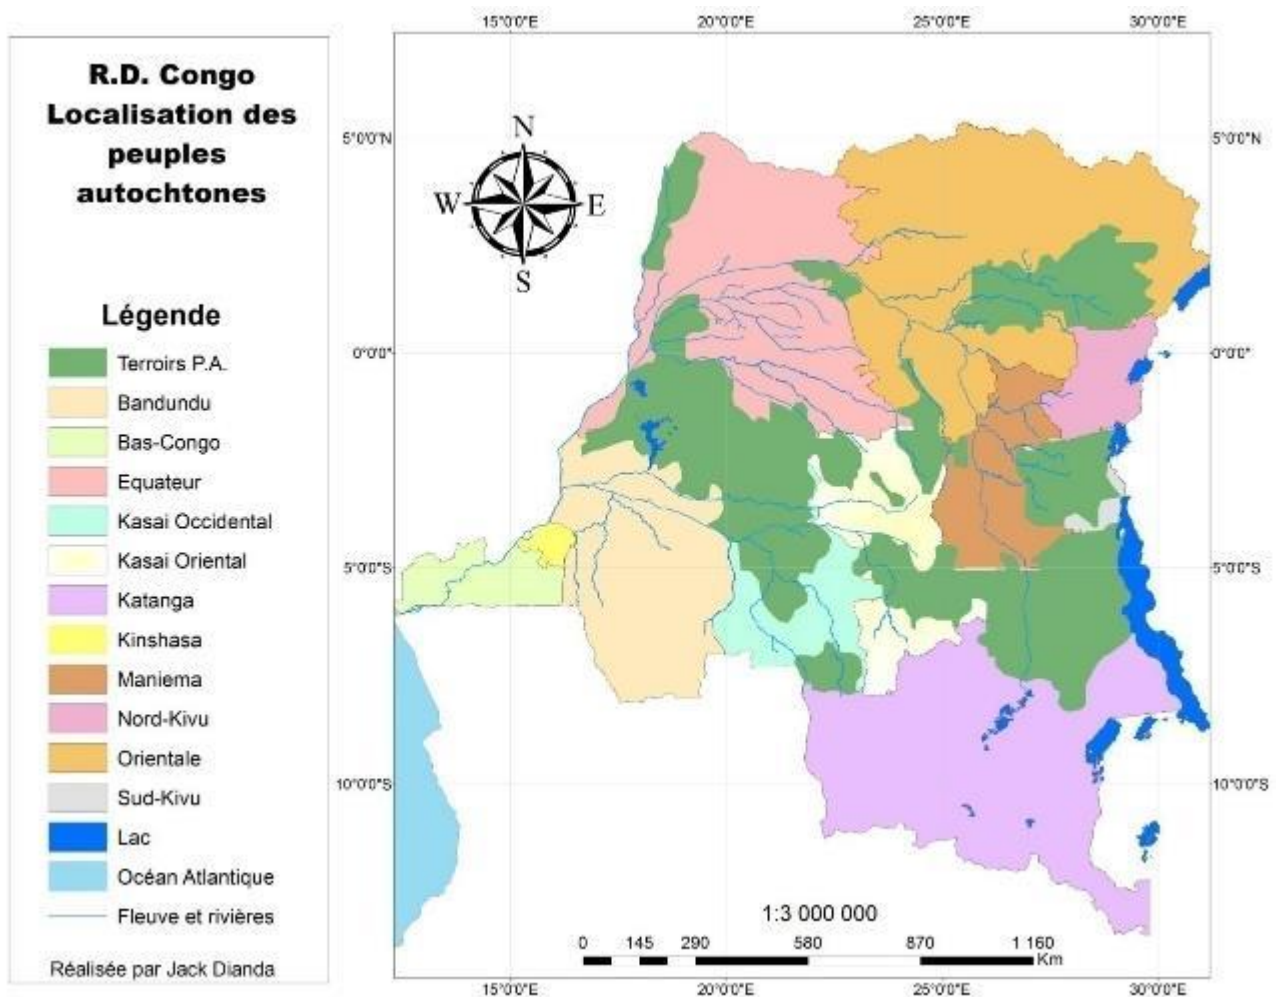 R.D. Congo
Localisation des
peuples
autochtones
Légende
Terroirs P.A.
Bandundu
Bas-Congo
Equateur
Kasai Occidental
Kasai Oriental
Katanga
Kinshasa
Maniema
Nord-Kivu
Orientale
Sud-Kivu
Lac
Océan Atlantique
Fleuve et rivières
Réalisée par Jack Dianda
15°0'0"E 20°0'0"E 25°0'0"E 30°0'0"E
5°0'0"N 5°0'0"N
N
W E
S
0°0'0" 0°0'0"
5°0'0"S 5°0'0"S
10°0'0"S 10°0'0"S
1:3 000 000
0 145 290 580 870 1 160
Km
15°0'0"E 20°0'0"E 25°0'0"E 30°0'0"E